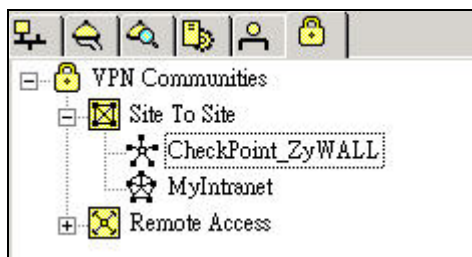 VPN Communities
Site To Site
CheckPoint_ZyWALL
MyIntranet
Remote Access